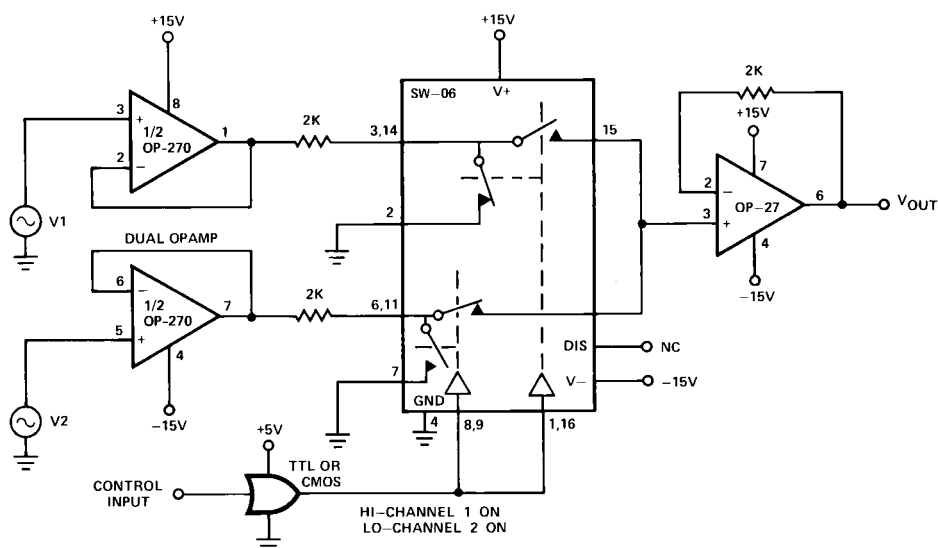 +15V
8
3
+
1/2
OP-270
1
2
−
V1
2K
3,14
SW-06
+15V
V+
15
2
DUAL OPAMP
6
−
1/2
OP-270
7
5
+
4
−15V
V2
2K
6,11
7
GND
4
8,9
1,16
DIS
NC
V−
−15V
2K
+15V
7
2
−
OP-27
6
3
+
4
−15V
VOUT
+5V
TTL OR
CMOS
CONTROL
INPUT
HI-CHANNEL 1 ON
LO-CHANNEL 2 ON